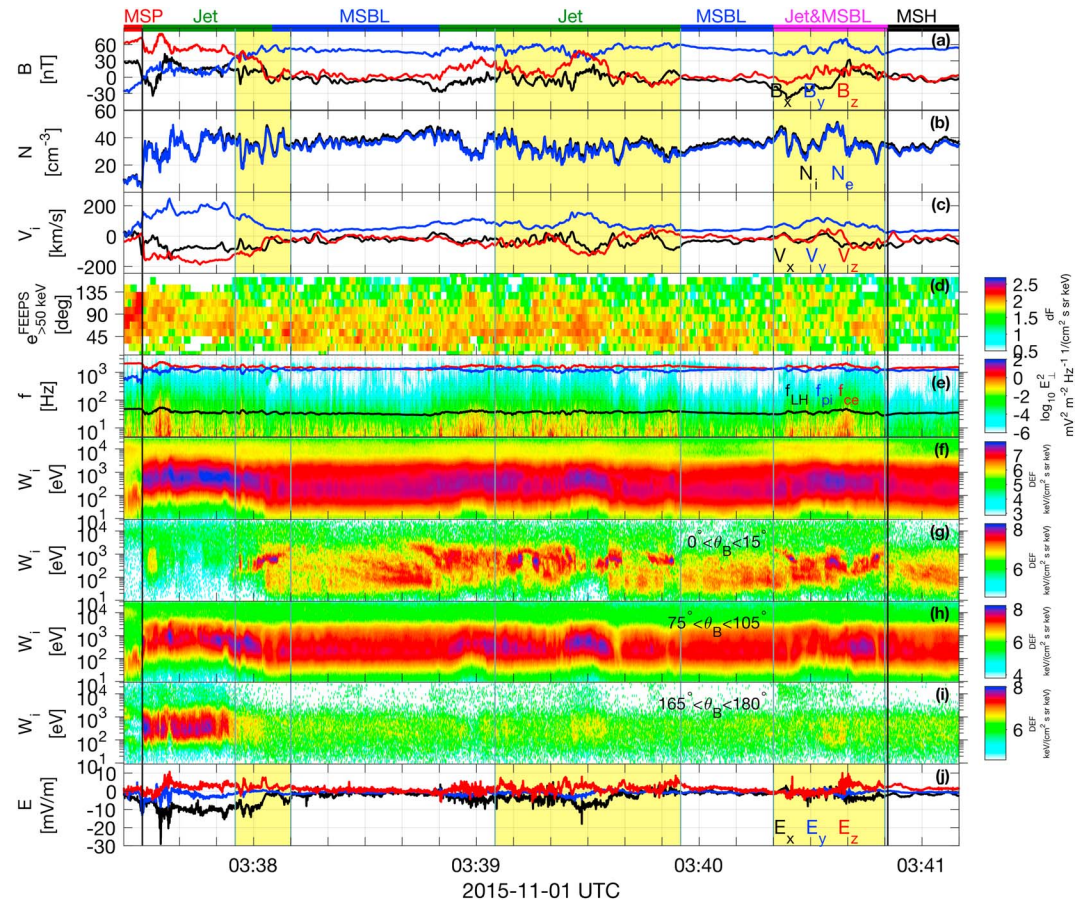 MSP Jet MSBL Jet MSBL Jet&MSBL MSH
(a)
B
[nT]
60
30
0
-30
Bx By Bz
(b)
N
[cm-3]
60
40
20
Ni Ne
(c)
Vi
[km/s]
200
0
-200
Vx Vy Vz
(d)
eFEEPS
>50 keV
[deg]
135
90
45
2.5
2
1.5
1
0.5
dF
1/(cm² s sr keV)
(e)
f
[Hz]
10³
10²
10¹
fLH fpi fce
2
0
-2
-4
-6
log10 E⊥²
mV² m-2 Hz-1
(f)
Wi
[eV]
10³
10²
10¹
7
6
5
4
3
DEF
keV/(cm² s sr keV)
(g)
Wi
[eV]
10⁴
10³
10²
10¹
0°<θB<15°
8
6
DEF
keV/(cm² s sr keV)
(h)
Wi
[eV]
10⁴
10³
10²
75°<θB<105°
8
6
4
DEF
keV/(cm² s sr keV)
(i)
Wi
[eV]
10⁴
10³
10²
10¹
165°<θB<180°
8
6
DEF
keV/(cm² s sr keV)
(j)
E
[mV/m]
10
0
-10
-20
-30
Ex Ey Ez
03:38 03:39 03:40 03:41
2015-11-01 UTC